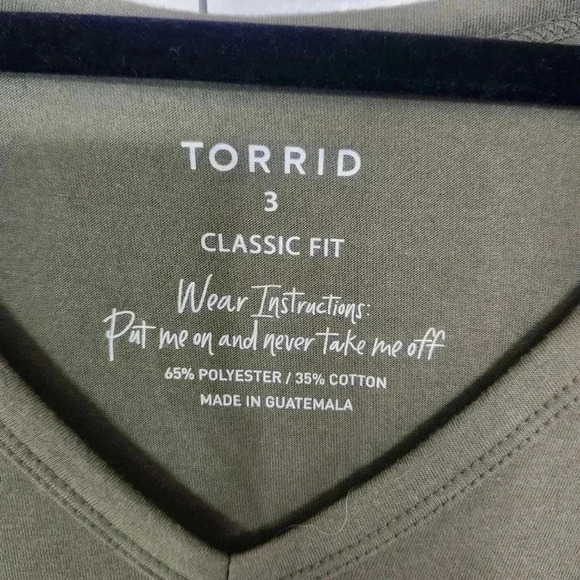 TORRID
3
CLASSIC FIT
Wear Instructions:
Put me on and never take me off
65% POLYESTER / 35% COTTON
MADE IN GUATEMALA